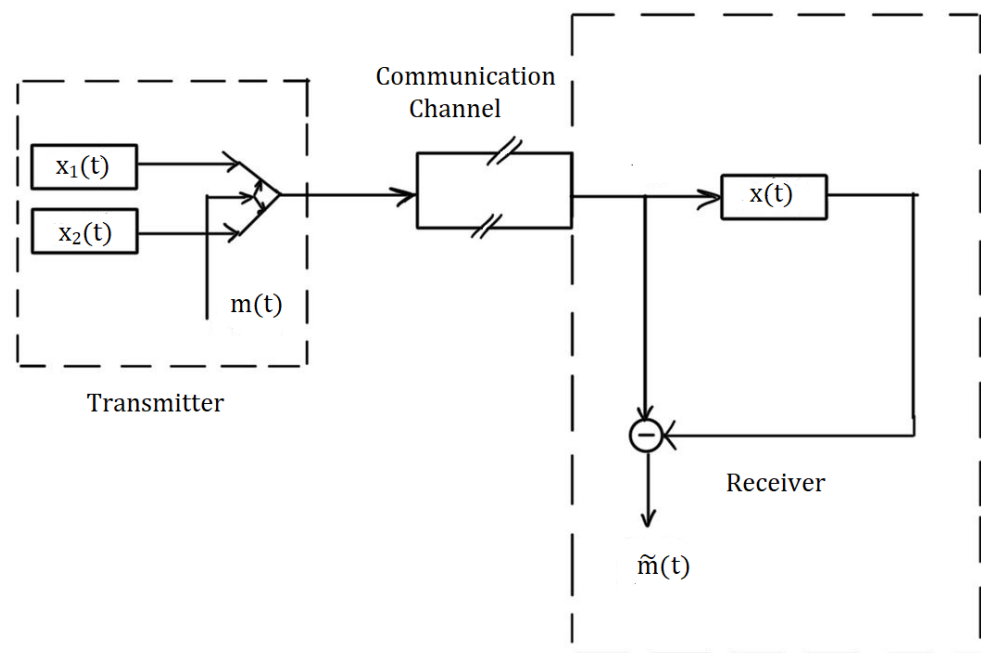 Communication
Channel
x₁(t)
x₂(t)
m(t)
Transmitter
x(t)
Receiver
m̃(t)